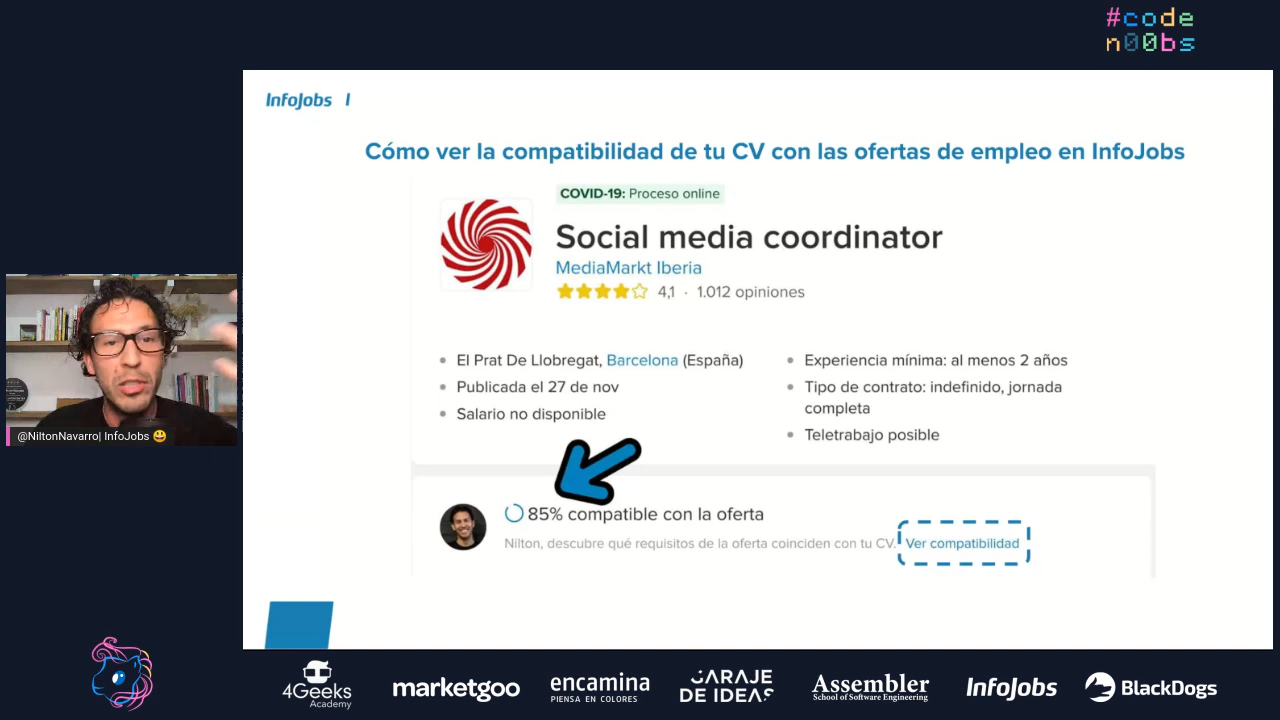 #code
n00bs
InfoJobs I
Cómo ver la compatibilidad de tu CV con las ofertas de empleo en InfoJobs
COVID-19: Proceso online
Social media coordinator
MediaMarkt Iberia
4,1 · 1.012 opiniones
El Prat De Llobregat, Barcelona (España)
Publicada el 27 de nov
Salario no disponible
Experiencia mínima: al menos 2 años
Tipo de contrato: indefinido, jornada
completa
Teletrabajo posible
85% compatible con la oferta
Nilton, descubre qué requisitos de la oferta coinciden con tu CV. Ver compatibilidad
@NiltonNavarro| InfoJobs 😃
4Geeks
Academy
marketgoo
encamina
PIENSA EN COLORES
GARAJE
DE IDEAS
Assembler
School of Software Engineering
InfoJobs
BlackDogs